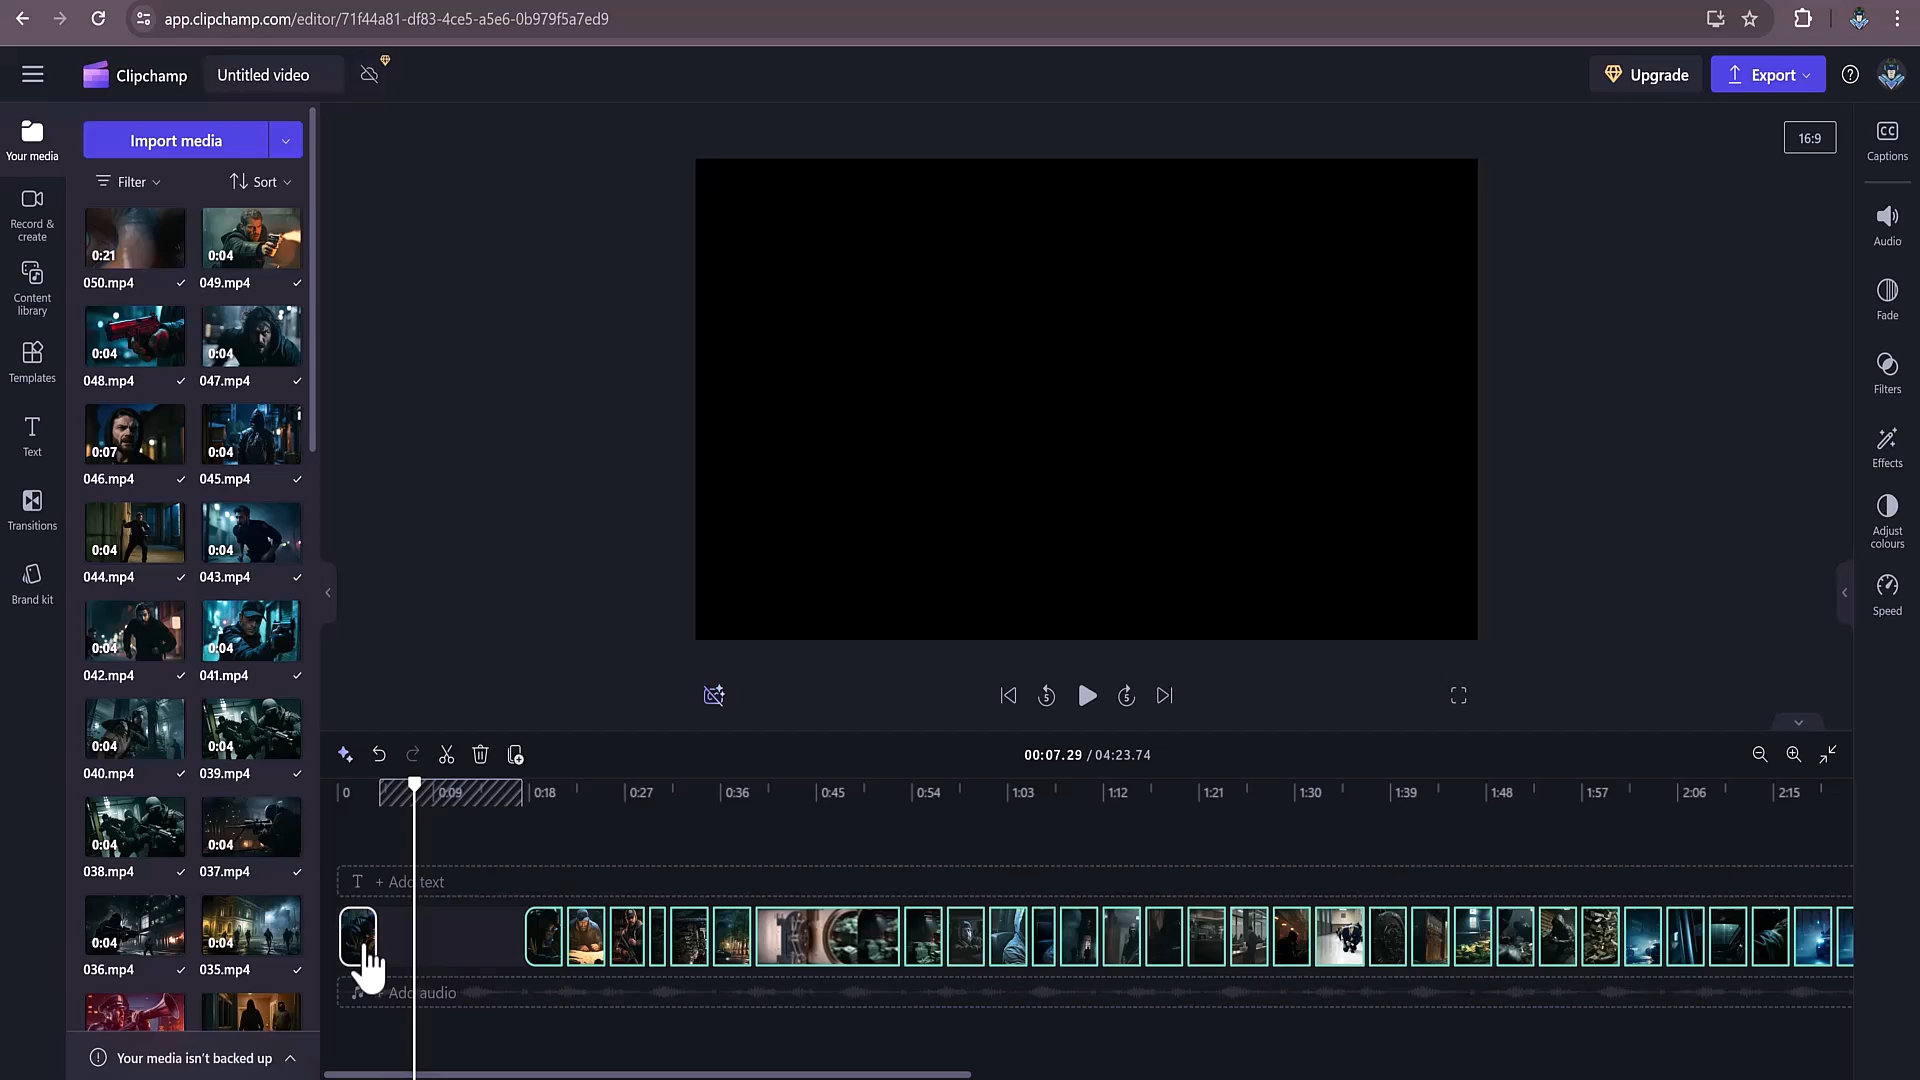 app.clipchamp.com/editor/71f44a81-df83-4ce5-a5e6-0b979f5a7ed9
Clipchamp
Untitled video
Upgrade
Export
Your media
Record &
create
Content
library
Templates
Text
Transitions
Brand kit
Import media
Filter
Sort
0:21
0:04
050.mp4
049.mp4
0:04
0:04
048.mp4
047.mp4
0:07
0:04
046.mp4
045.mp4
0:04
0:04
044.mp4
043.mp4
0:04
0:04
042.mp4
041.mp4
0:04
0:04
040.mp4
039.mp4
0:04
0:04
038.mp4
037.mp4
0:04
0:04
036.mp4
035.mp4
Your media isn't backed up
16:9
CC
Captions
Audio
Fade
Filters
Effects
Adjust
colours
Speed
5
5
00:07.29 / 04:23.74
0
0:09
0:18
0:27
0:36
0:45
0:54
1:03
1:12
1:21
1:30
1:39
1:48
1:57
2:06
2:15
T + Add text
Add audio